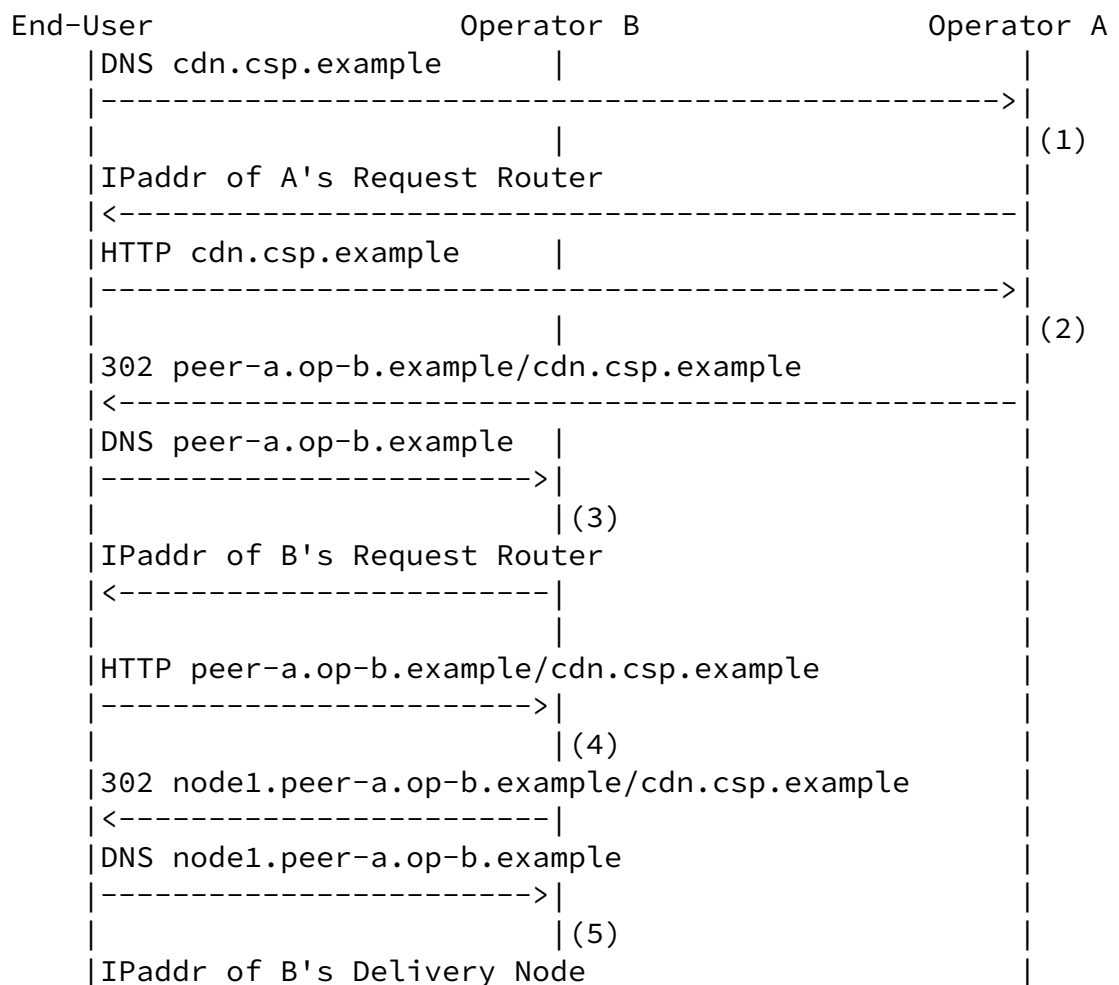 End-User                 Operator B                Operator A
    |DNS cdn.csp.example      |                         |
    |-------------------------------------------------->|
    |                         |                         |(1)
    |IPaddr of A's Request Router                       |
    |<--------------------------------------------------|
    |HTTP cdn.csp.example     |                         |
    |-------------------------------------------------->|
    |                         |                         |(2)
    |302 peer-a.op-b.example/cdn.csp.example            |
    |<--------------------------------------------------|
    |DNS peer-a.op-b.example  |                         |
    |------------------------>|                         |
    |                         |(3)                      |
    |IPaddr of B's Request Router                       |
    |<------------------------|                         |
    |                         |                         |
    |HTTP peer-a.op-b.example/cdn.csp.example           |
    |------------------------>|                         |
    |                         |(4)                      |
    |302 node1.peer-a.op-b.example/cdn.csp.example      |
    |<------------------------|                         |
    |DNS node1.peer-a.op-b.example                      |
    |------------------------>|                         |
    |                         |(5)                      |
    |IPaddr of B's Delivery Node                        |